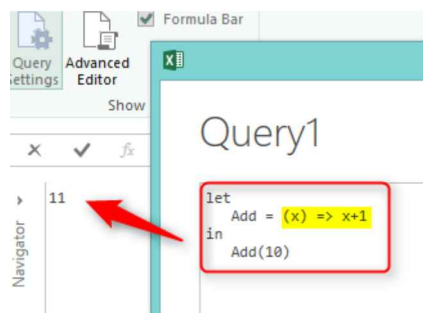 Formula Bar
Query Settings
Advanced Editor
Show
fx
Query1
11
Navigator
let
Add = (x) => x+1
in
Add(10)